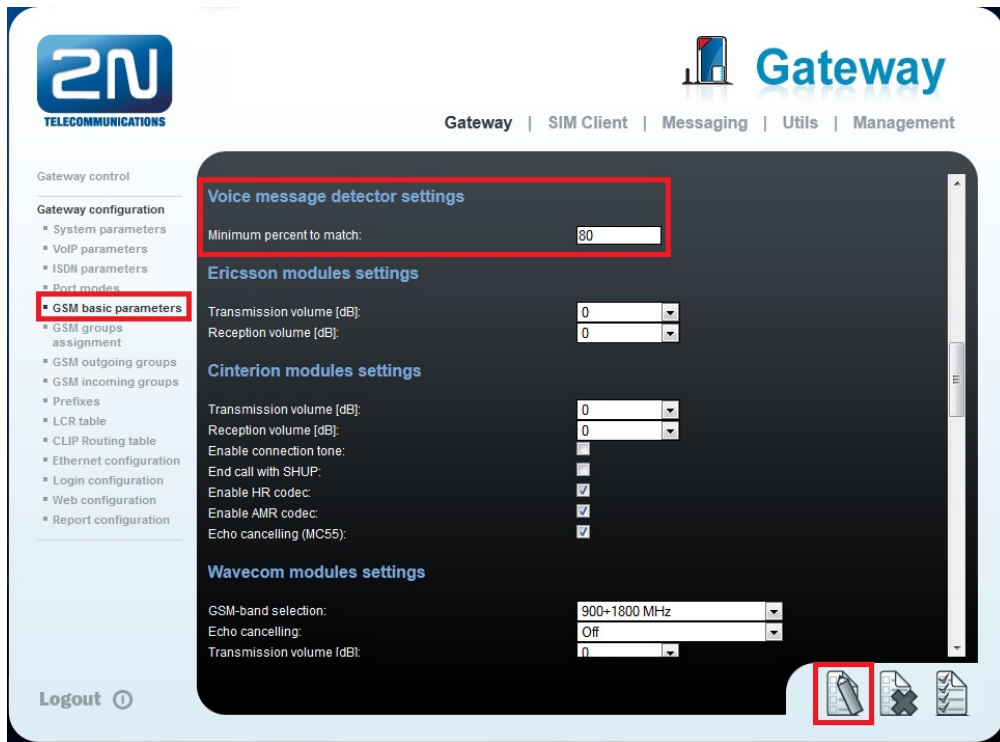 2N
TELECOMMUNICATIONS
Gateway
Gateway | SIM Client | Messaging | Utils | Management
Gateway control
Gateway configuration
System parameters
VoIP parameters
ISDN parameters
Port modes
GSM basic parameters
GSM groups
assignment
GSM outgoing groups
GSM incoming groups
Prefixes
LCR table
CLIP Routing table
Ethernet configuration
Login configuration
Web configuration
Report configuration
Logout
Voice message detector settings
Minimum percent to match: 80
Ericsson modules settings
Transmission volume [dB]: 0
Reception volume [dB]: 0
Cinterion modules settings
Transmission volume [dB]: 0
Reception volume [dB]: 0
Enable connection tone:
End call with SHUP:
Enable HR codec:
Enable AMR codec:
Echo cancelling (MC55):
Wavecom modules settings
GSM-band selection: 900+1800 MHz
Echo cancelling: Off
Transmission volume [dB]: 0